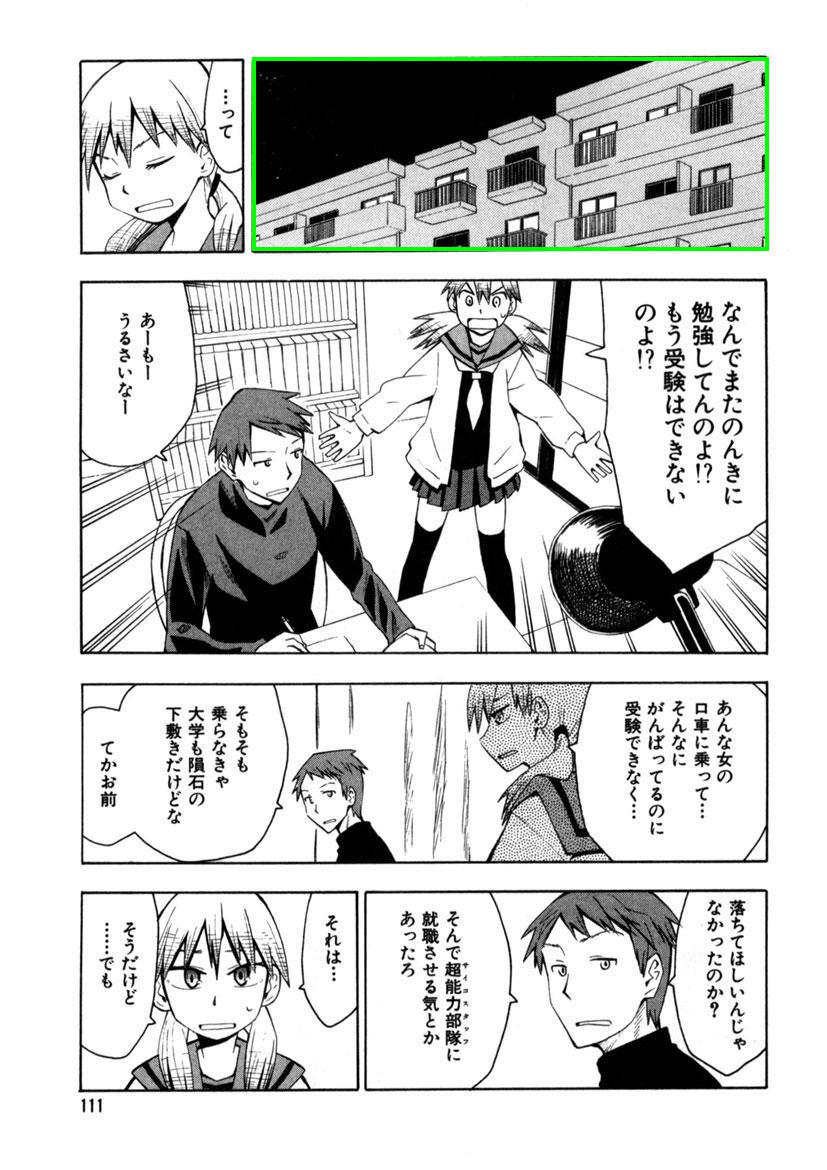 …って
なんでまたのんきに
勉強してんのよ!?
もう受験はできない
のよ!?
あーもー
うるさいなー
あんな女の
口車に乗って…
そんなに
がんばってるのに
受験できなく…
そもそも
乗らなきゃ
大学も隕石の
下敷きだけどな
てかお前
落ちてほしいんじゃ
なかったのか?
そんで超能力部隊に
サイコスタッフ
就職させる気とか
あったろ
それは…
そうだけど
……でも
111